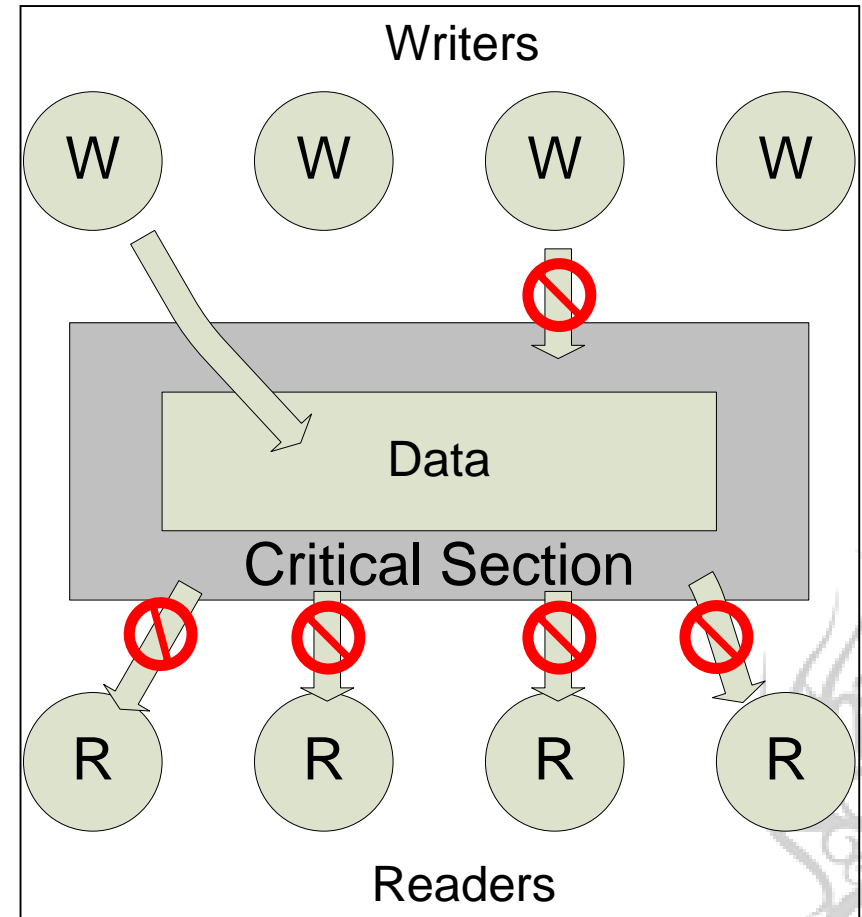 Writers
W W W W
Data
Critical Section
R R R R
Readers